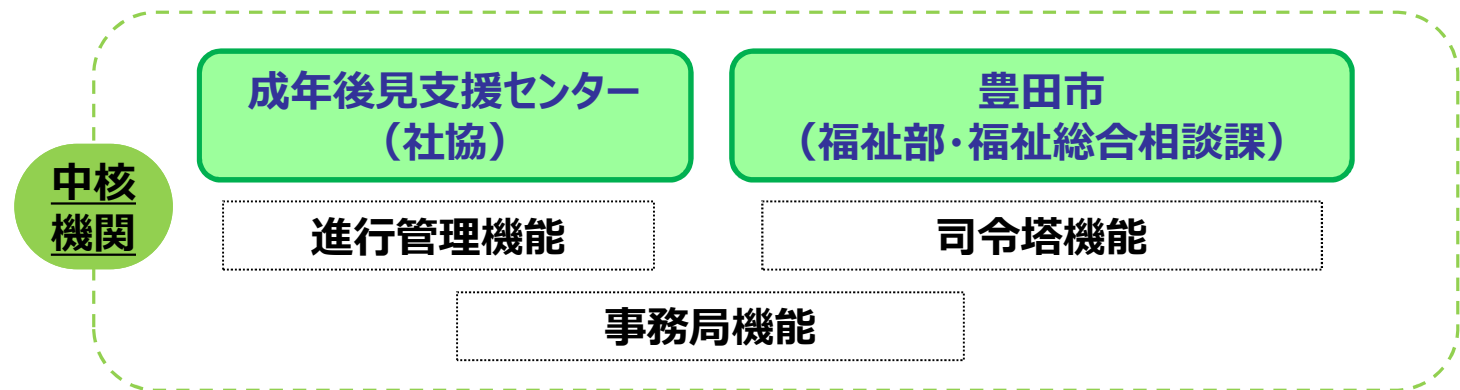 成年後見支援センター
（社協）
豊田市
（福祉部・福祉総合相談課）
中核
機関
進行管理機能
司令塔機能
事務局機能